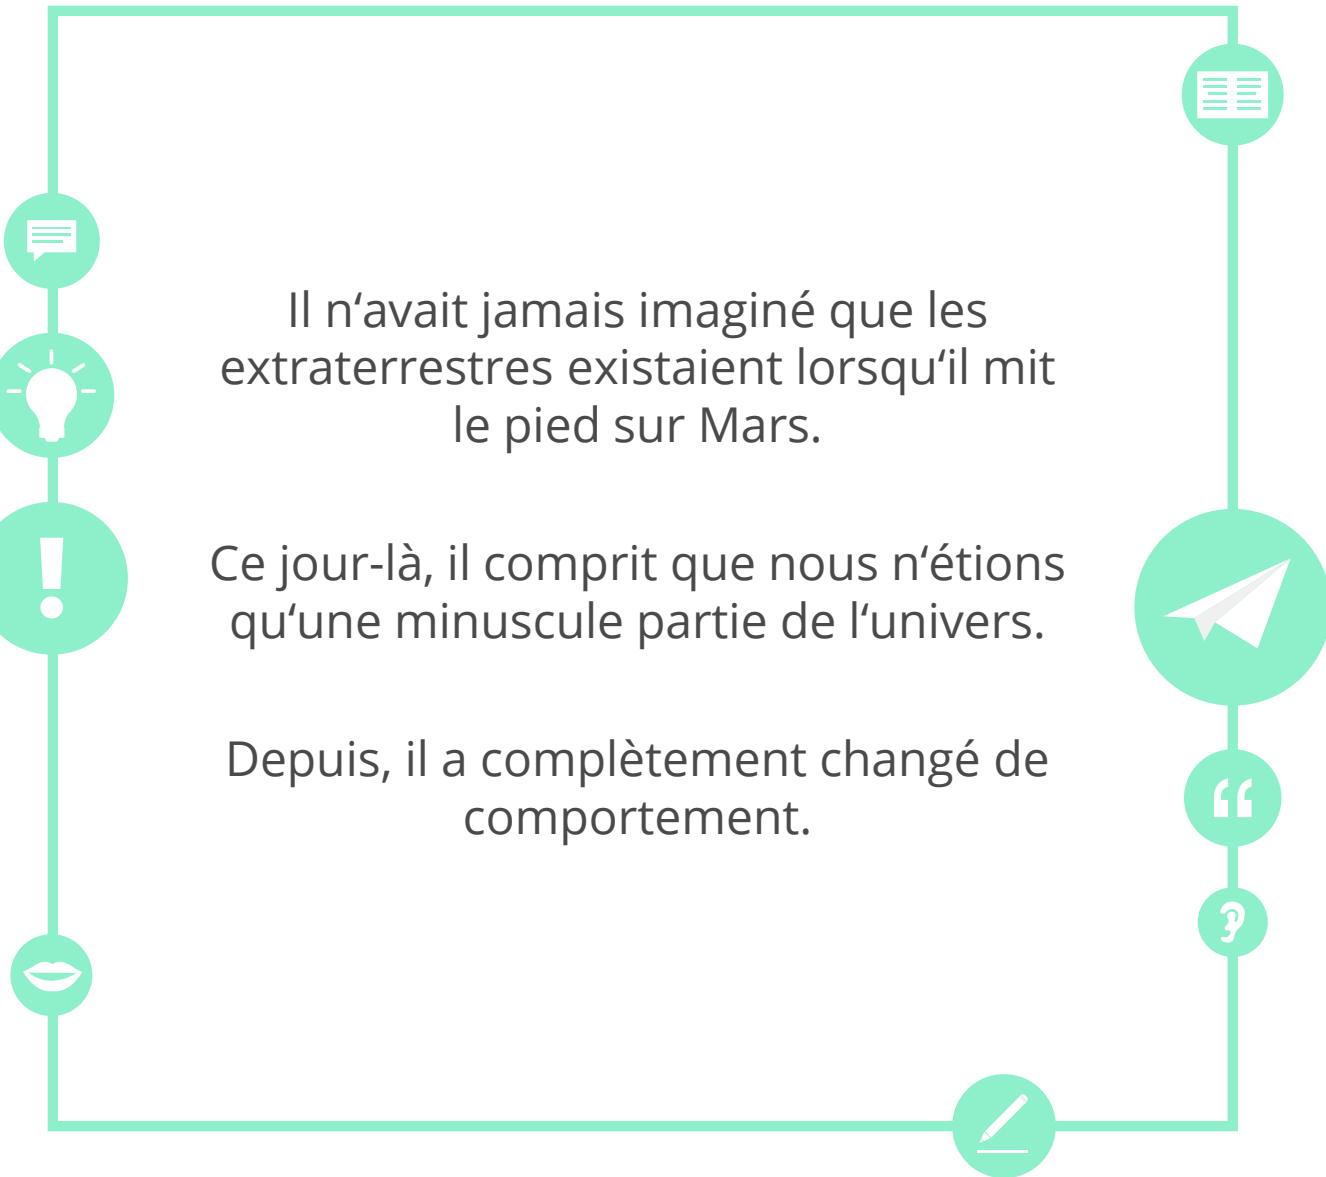 Il n‘avait jamais imaginé que les
extraterrestres existaient lorsqu‘il mit
le pied sur Mars.
Ce jour-là, il comprit que nous n‘étions
qu‘une minuscule partie de l‘univers.
Depuis, il a complètement changé de
comportement.